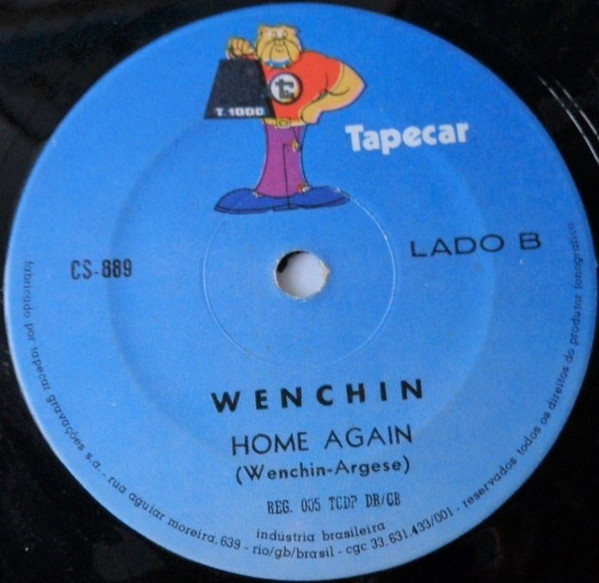 T.1000
Tapecar
LADO B
CS-889
WENCHIN
HOME AGAIN
(Wenchin-Argese)
REG. 005 TCDP DR/GB
indústria brasileira
fabricado por tapecar gravações s.a. - rua aguiar moreira, 639 - rio/gb/brasil - cgc 33.631.433/001 - reservados todos os direitos do produtor fonografico